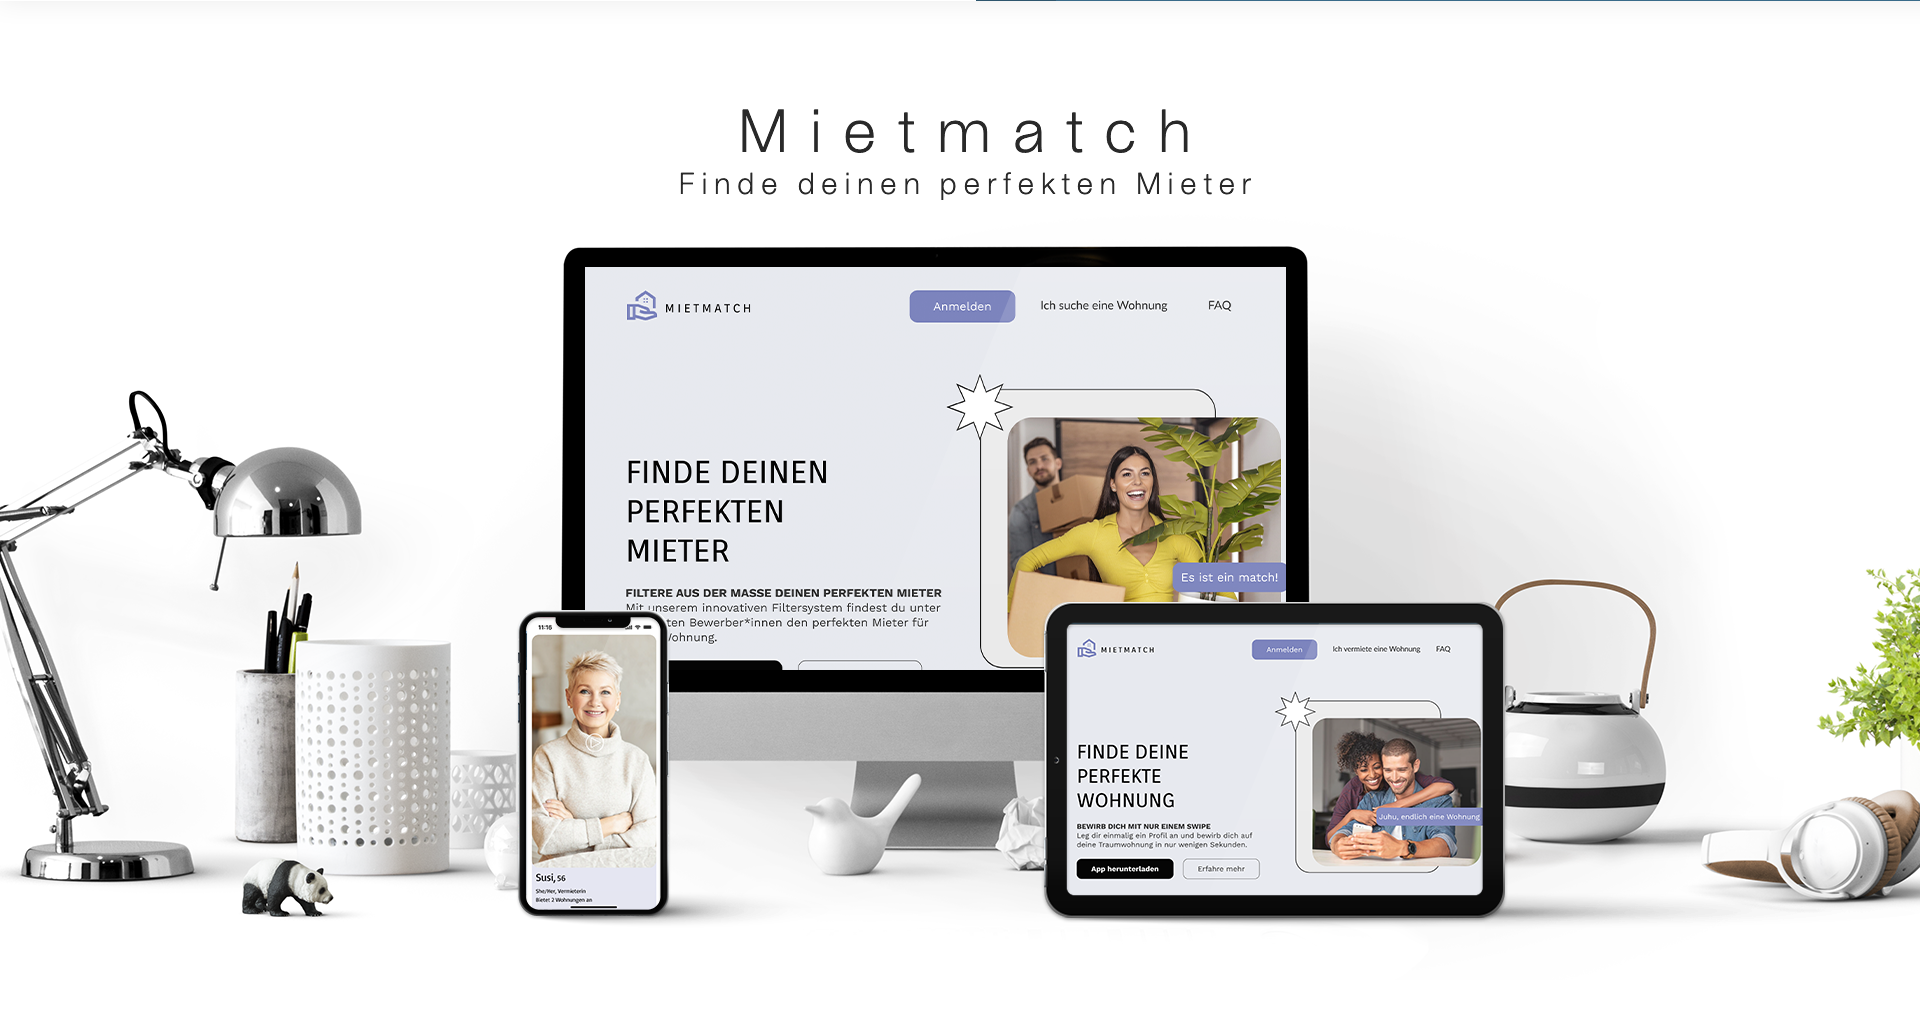 Mietmatch
Finde deinen perfekten Mieter
MIETMATCH
Anmelden
Ich suche eine Wohnung
FAQ
FINDE DEINEN
PERFEKTEN
MIETER
Es ist ein match!
FILTERE AUS DER MASSE DEINEN PERFEKTEN MIETER
Mit unserem innovativen Filtersystem findest du unter
ten Bewerber*innen den perfekten Mieter für
ohnung.
11:16
Susi, 56
She/Her, Vermieterin
Bietet 2 Wohnungen an
MIETMATCH
Anmelden
Ich vermiete eine Wohnung
FAQ
FINDE DEINE
PERFEKTE
WOHNUNG
Juhu, endlich eine Wohnung
BEWIRB DICH MIT NUR EINEM SWIPE
Leg dir einmalig ein Profil an und bewirb dich auf
deine Traumwohnung in nur wenigen Sekunden.
App herunterladen
Erfahre mehr